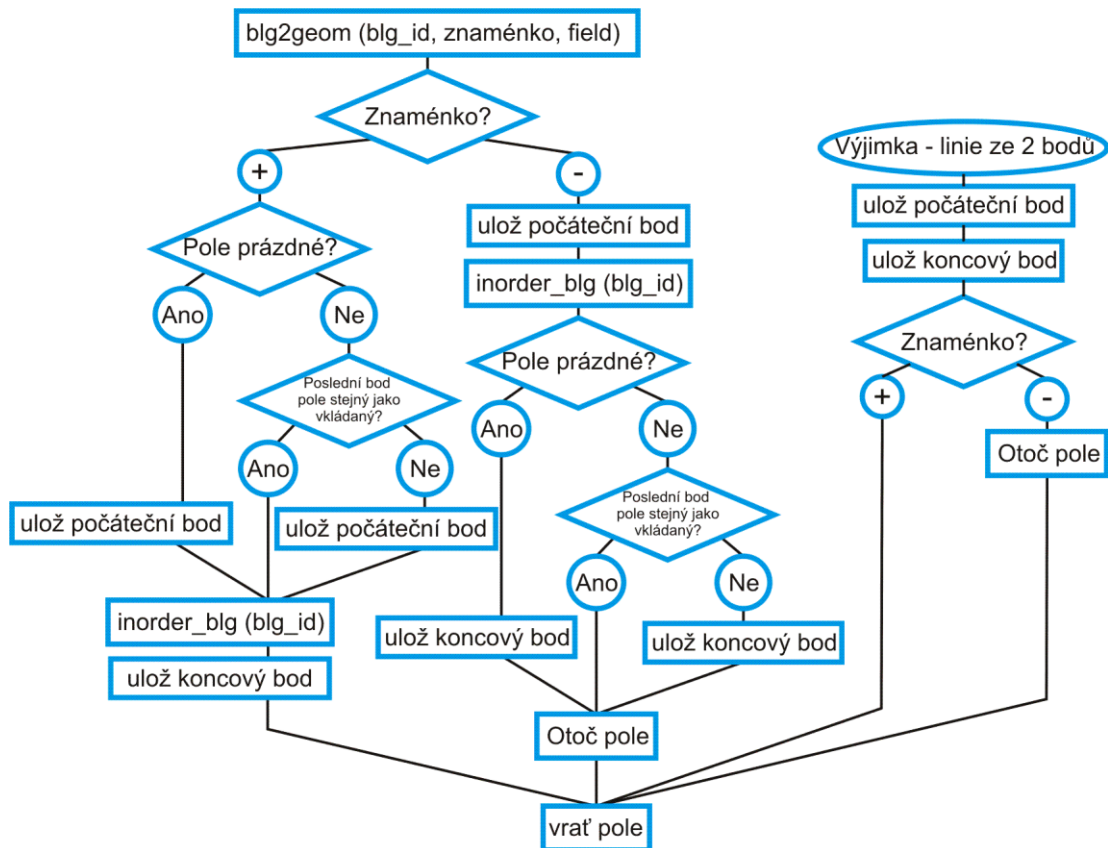 blg2geom (blg_id, znaménko, field)
Znaménko?
+
-
Pole prázdné?
Ano
Ne
Poslední bod
pole stejný jako
vkládaný?
Ano
Ne
ulož počáteční bod
ulož počáteční bod
inorder_blg (blg_id)
ulož koncový bod
ulož počáteční bod
inorder_blg (blg_id)
Pole prázdné?
Ano
Ne
Poslední bod
pole stejný jako
vkládaný?
Ano
Ne
ulož koncový bod
ulož koncový bod
Otoč pole
Výjimka - linie ze 2 bodů
ulož počáteční bod
ulož koncový bod
Znaménko?
+
-
Otoč pole
vrať pole